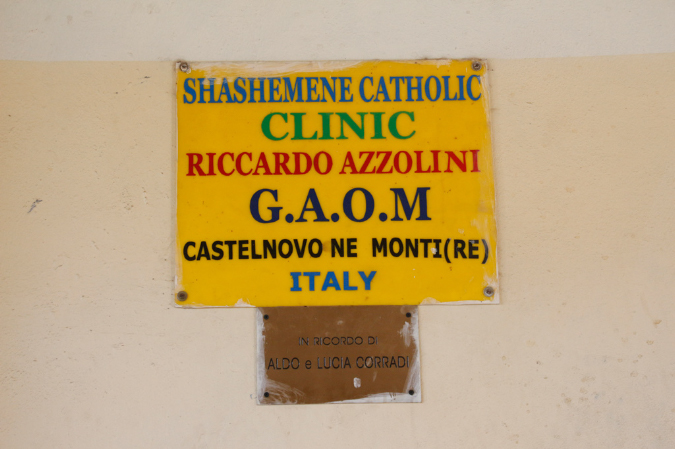 SHASHEMENE CATHOLIC
CLINIC
RICCARDO AZZOLINI
G.A.O.M
CASTELNOVO NE MONTI(RE)
ITALY
IN RICORDO DI
ALDO e LUCIA CORRADI